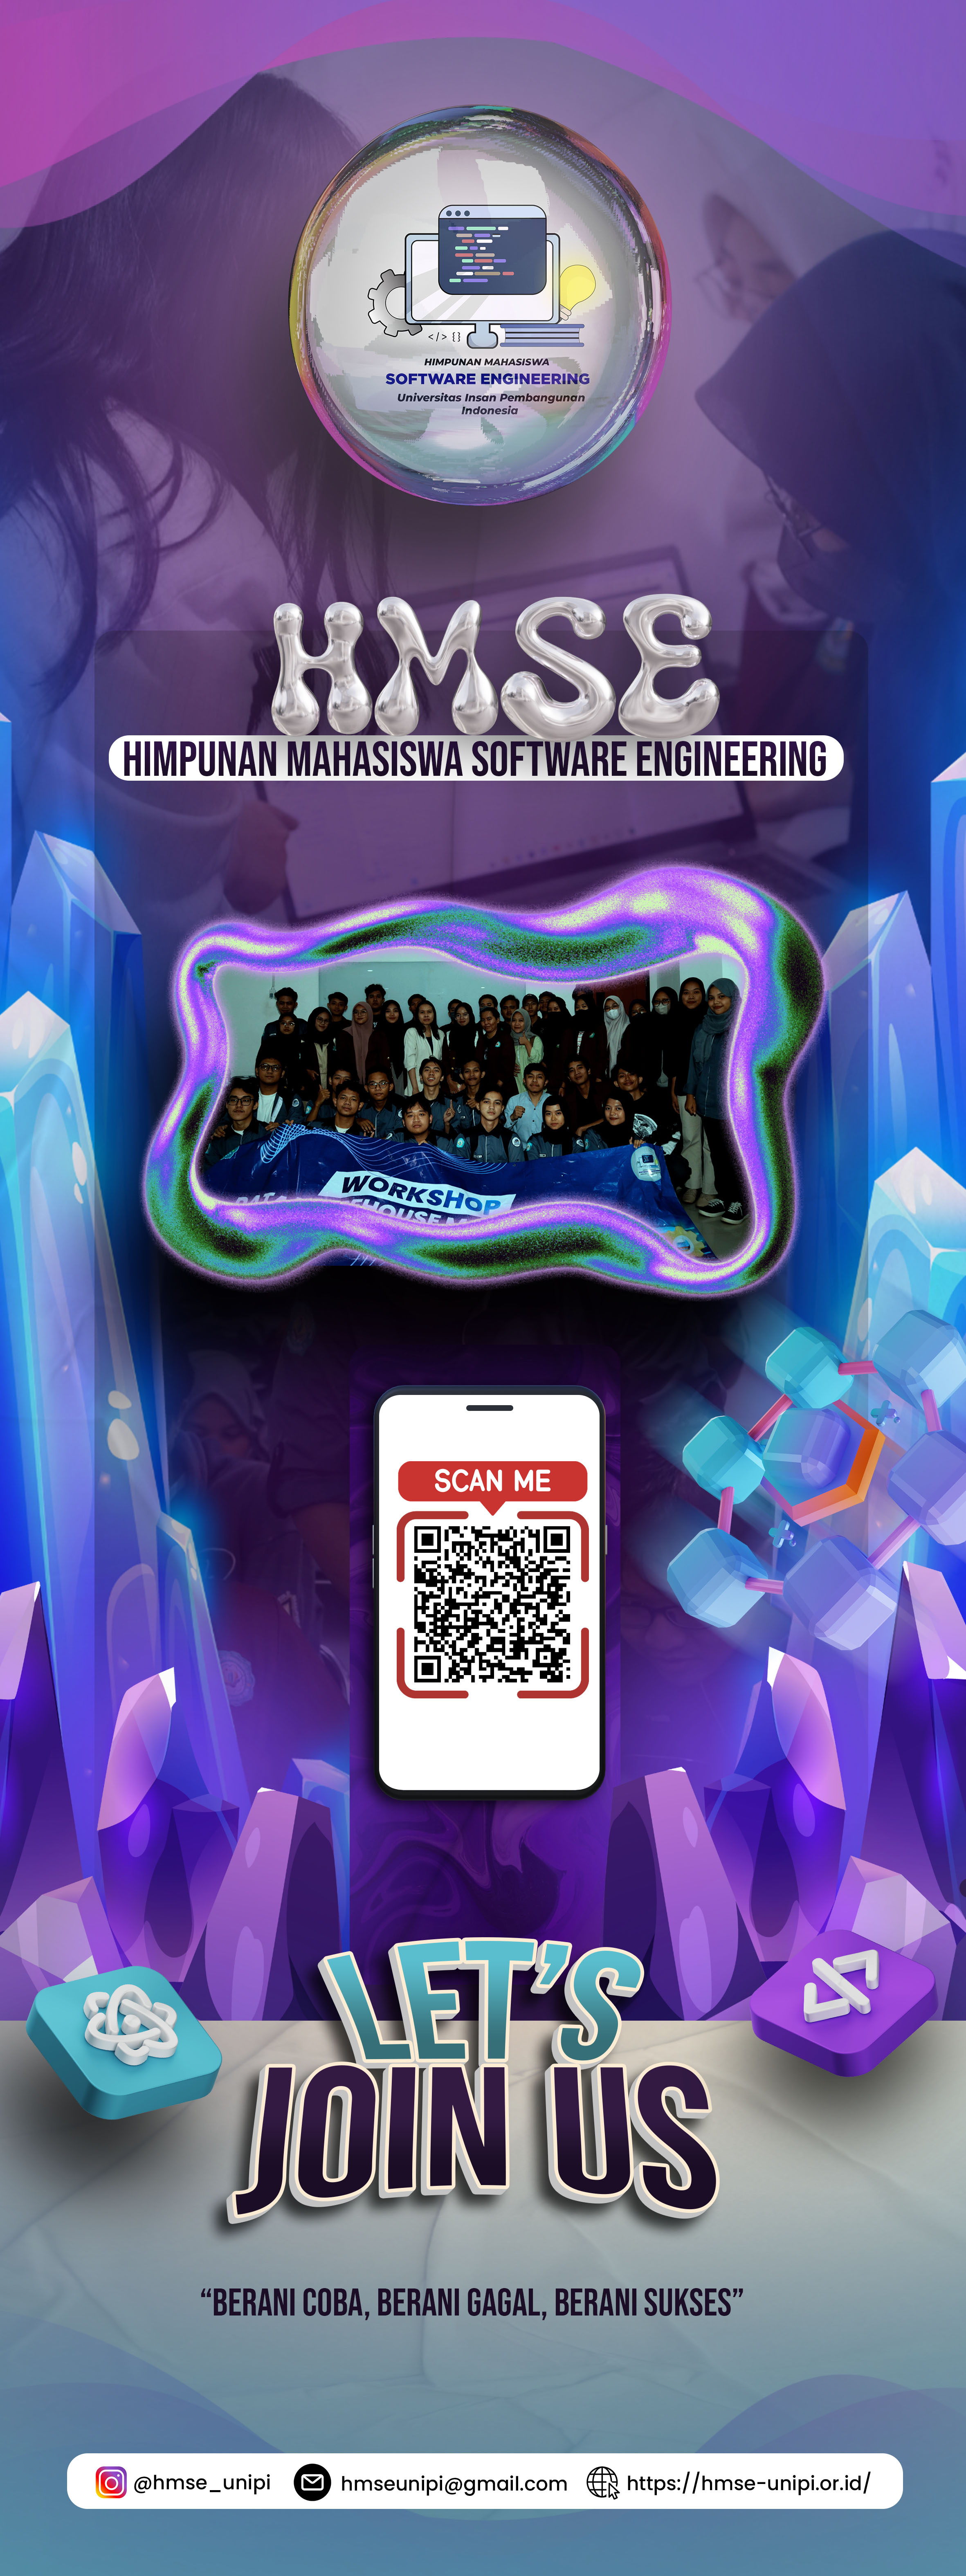 </> {}
HIMPUNAN MAHASISWA
SOFTWARE ENGINEERING
Universitas Insan Pembangunan
Indonesia
HMSE
HIMPUNAN MAHASISWA SOFTWARE ENGINEERING
WORKSHOP
SCAN ME
LET'S
JOIN US
“BERANI COBA, BERANI GAGAL, BERANI SUKSES”
@hmse_unipi hmseunipi@gmail.com https://hmse-unipi.or.id/